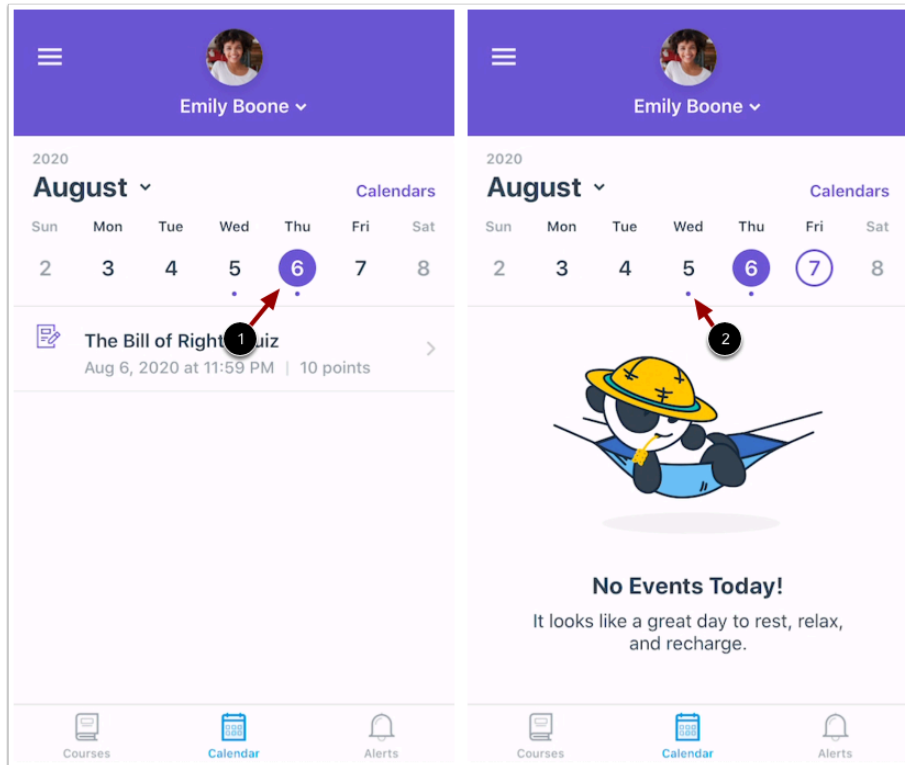 Emily Boone
2020
August
Calendars
Sun Mon Tue Wed Thu Fri Sat
2 3 4 5 6 7 8
1
The Bill of Right uiz
Aug 6, 2020 at 11:59 PM | 10 points
Courses Calendar Alerts
Emily Boone
2020
August
Calendars
Sun Mon Tue Wed Thu Fri Sat
2 3 4 5 6 7 8
2
No Events Today!
It looks like a great day to rest, relax,
and recharge.
Courses Calendar Alerts